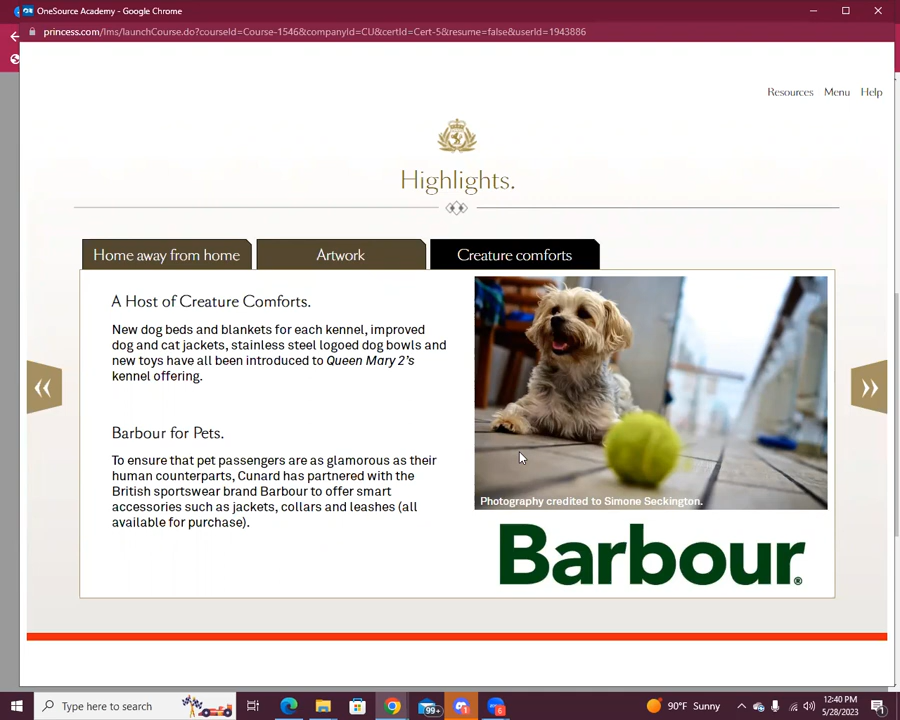 OneSource Academy - Google Chrome
princess.com/lms/launchCourse.do?courseId=Course-1546&companyId=CU&certId=Cert-5&resume=false&userId=1943886
Resources Menu Help
Highlights.
Home away from home
Artwork
Creature comforts
A Host of Creature Comforts.
New dog beds and blankets for each kennel, improved
dog and cat jackets, stainless steel logoed dog bowls and
new toys have all been introduced to Queen Mary 2's
kennel offering.
Barbour for Pets.
To ensure that pet passengers are as glamorous as their
human counterparts, Cunard has partnered with the
British sportswear brand Barbour to offer smart
accessories such as jackets, collars and leashes (all
available for purchase).
Photography credited to Simone Seckington.
Barbour®
Type here to search
99+
1
6
90°F Sunny
12:40 PM
5/28/2023